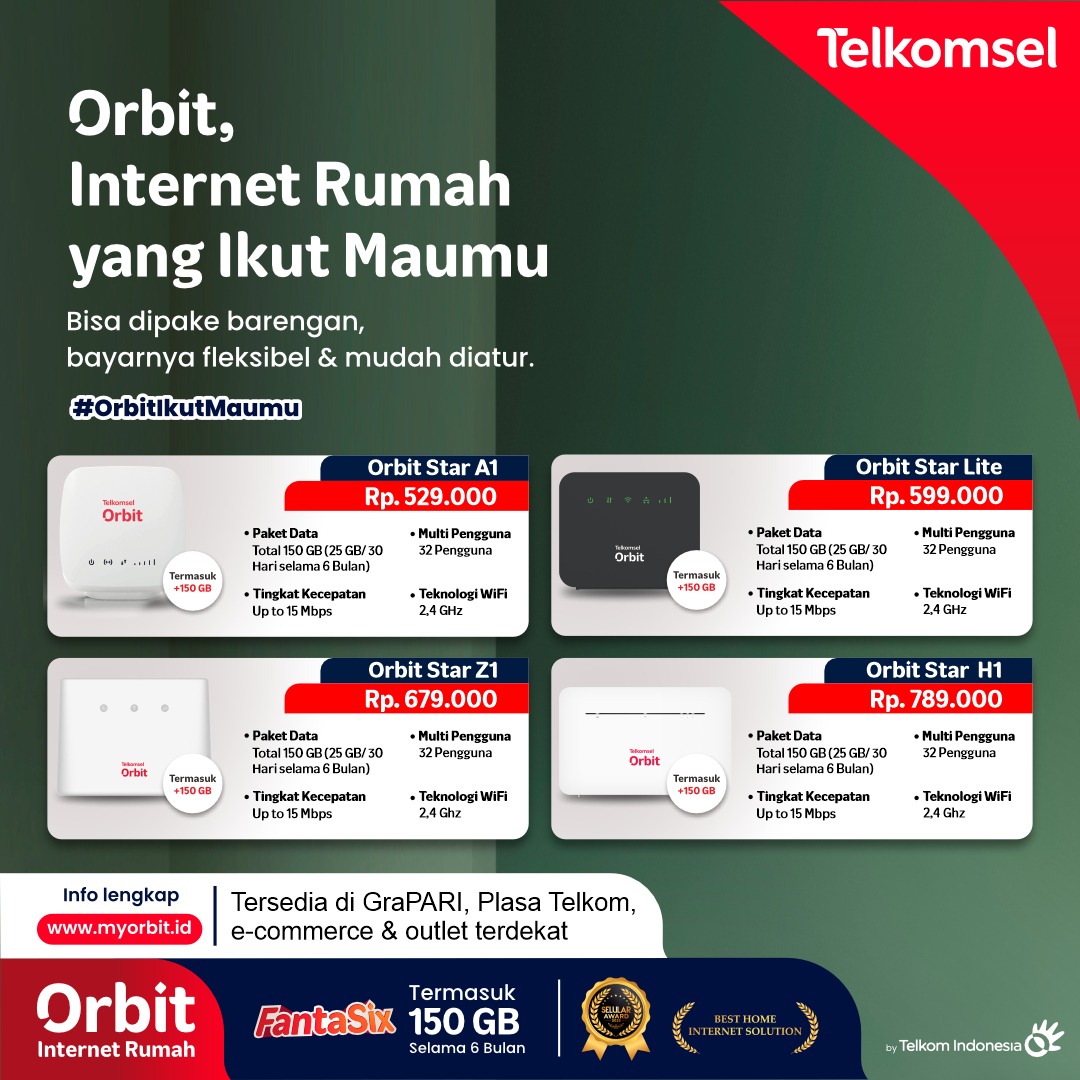 Telkomsel
Orbit,
Internet Rumah
yang Ikut Maumu
Bisa dipake barengan,
bayarnya fleksibel & mudah diatur.
#OrbitIkutMaumu
Orbit Star A1
Rp. 529.000
Telkomsel
Orbit
Termasuk
+150 GB
• Paket Data
Total 150 GB (25 GB/ 30
Hari selama 6 Bulan)
• Multi Pengguna
32 Pengguna
• Tingkat Kecepatan
Up to 15 Mbps
• Teknologi WiFi
2,4 GHz
Orbit Star Lite
Rp. 599.000
Telkomsel
Orbit
Termasuk
+150 GB
• Paket Data
Total 150 GB (25 GB/ 30
Hari selama 6 Bulan)
• Multi Pengguna
32 Pengguna
• Tingkat Kecepatan
Up to 15 Mbps
• Teknologi WiFi
2,4 GHz
Orbit Star Z1
Rp. 679.000
Telkomsel
Orbit
Termasuk
+150 GB
• Paket Data
Total 150 GB (25 GB/ 30
Hari selama 6 Bulan)
• Multi Pengguna
32 Pengguna
• Tingkat Kecepatan
Up to 15 Mbps
• Teknologi WiFi
2,4 Ghz
Orbit Star H1
Rp. 789.000
Telkomsel
Orbit
Termasuk
+150 GB
• Paket Data
Total 150 GB (25 GB/ 30
Hari selama 6 Bulan)
• Multi Pengguna
32 Pengguna
• Tingkat Kecepatan
Up to 15 Mbps
• Teknologi WiFi
2,4 GHz
Info lengkap
www.myorbit.id
Tersedia di GraPARI, Plasa Telkom,
e-commerce & outlet terdekat
Orbit
Internet Rumah
FantaSix
Termasuk
150 GB
Selama 6 Bulan
SELULAR
AWARD
BEST HOME
INTERNET SOLUTION
by Telkom Indonesia